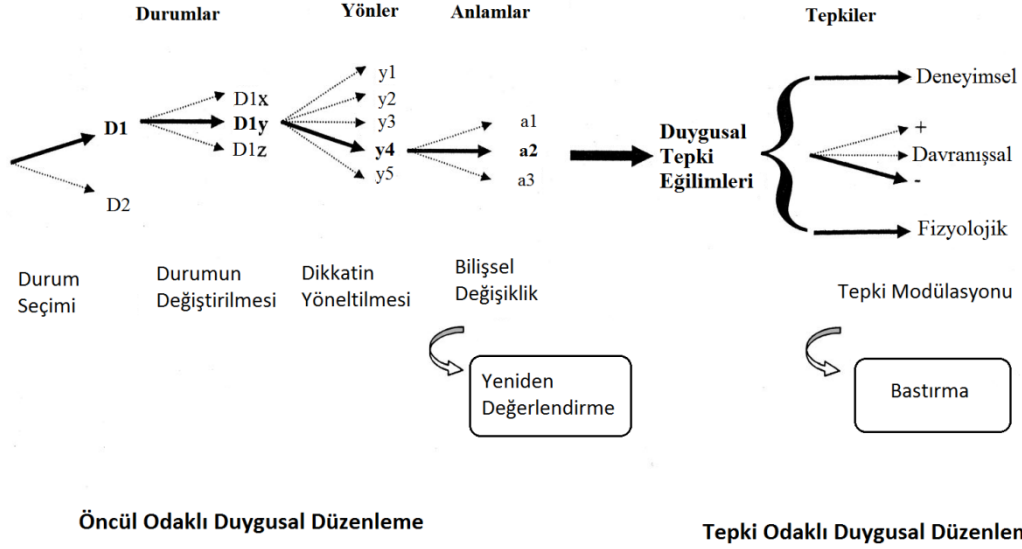 Durumlar
Yönler
Anlamlar
Tepkiler
D1
D2
D1x
D1y
D1z
y1
y2
y3
y4
y5
a1
a2
a3
Duygusal
Tepki
Eğilimleri
Deneyimsel
+
Davranışsal
-
Fizyolojik
Durum
Seçimi
Durumun
Değiştirilmesi
Dikkatin
Yöneltilmesi
Bilişsel
Değişiklik
Tepki Modülasyonu
Yeniden
Değerlendirme
Bastırma
Öncül Odaklı Duygusal Düzenleme
Tepki Odaklı Duygusal Düzenlen